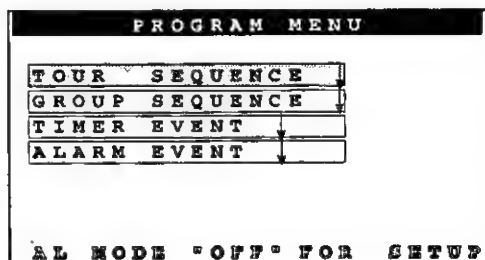 PROGRAM MENU
TOUR SEQUENCE
GROUP SEQUENCE
TIMER EVENT
ALARM EVENT
AL MODE "OFF" FOR SETUP